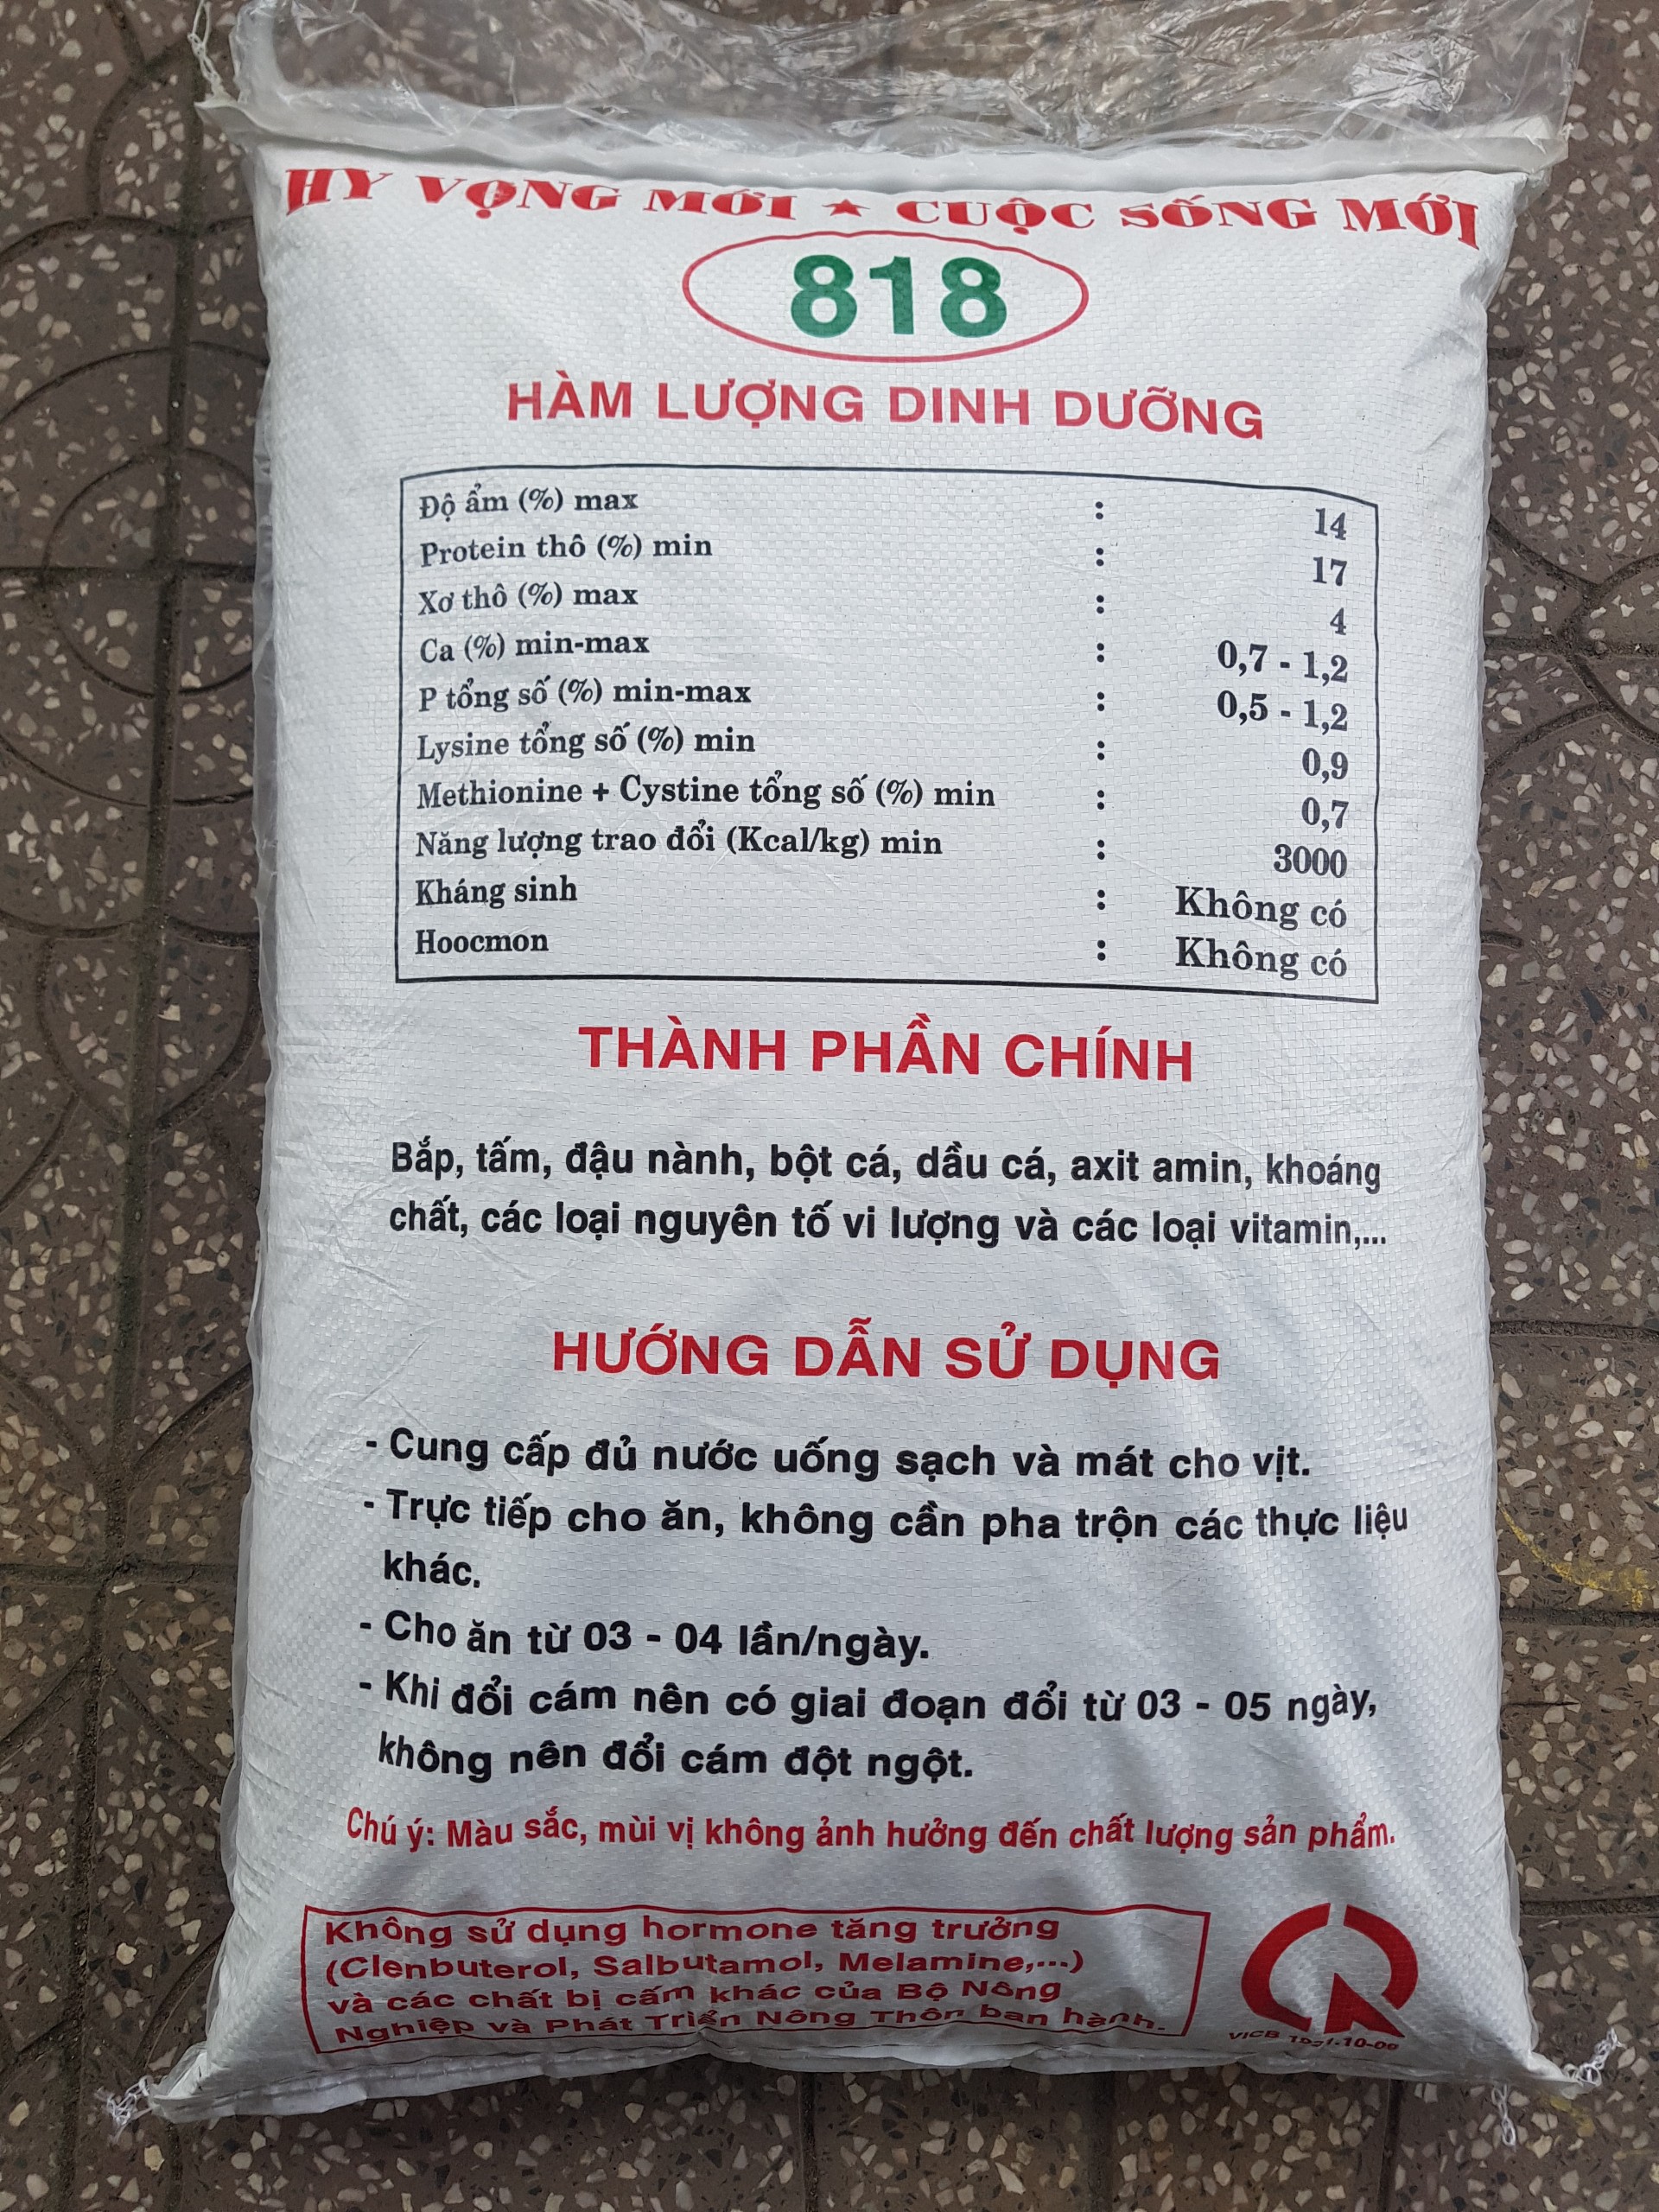 HY VỌNG MỚI ★ CUỘC SỐNG MỚI
818
HÀM LƯỢNG DINH DƯỠNG
Độ ẩm (%) max : 14
Protein thô (%) min : 17
Xơ thô (%) max : 4
Ca (%) min-max : 0,7 - 1,2
P tổng số (%) min-max : 0,5 - 1,2
Lysine tổng số (%) min : 0,9
Methionine + Cystine tổng số (%) min : 0,7
Năng lượng trao đổi (Kcal/kg) min : 3000
Kháng sinh : Không có
Hoocmon : Không có
THÀNH PHẦN CHÍNH
Bắp, tấm, đậu nành, bột cá, dầu cá, axit amin, khoáng
chất, các loại nguyên tố vi lượng và các loại vitamin,...
HƯỚNG DẪN SỬ DỤNG
- Cung cấp đủ nước uống sạch và mát cho vịt.
- Trực tiếp cho ăn, không cần pha trộn các thực liệu
khác.
- Cho ăn từ 03 - 04 lần/ngày.
- Khi đổi cám nên có giai đoạn đổi từ 03 - 05 ngày,
không nên đổi cám đột ngột.
Chú ý: Màu sắc, mùi vị không ảnh hưởng đến chất lượng sản phẩm.
Không sử dụng hormone tăng trưởng
(Clenbuterol, Salbutamol, Melamine,...)
và các chất bị cấm khác của Bộ Nông
Nghiệp và Phát Triển Nông Thôn ban hành.
VICB